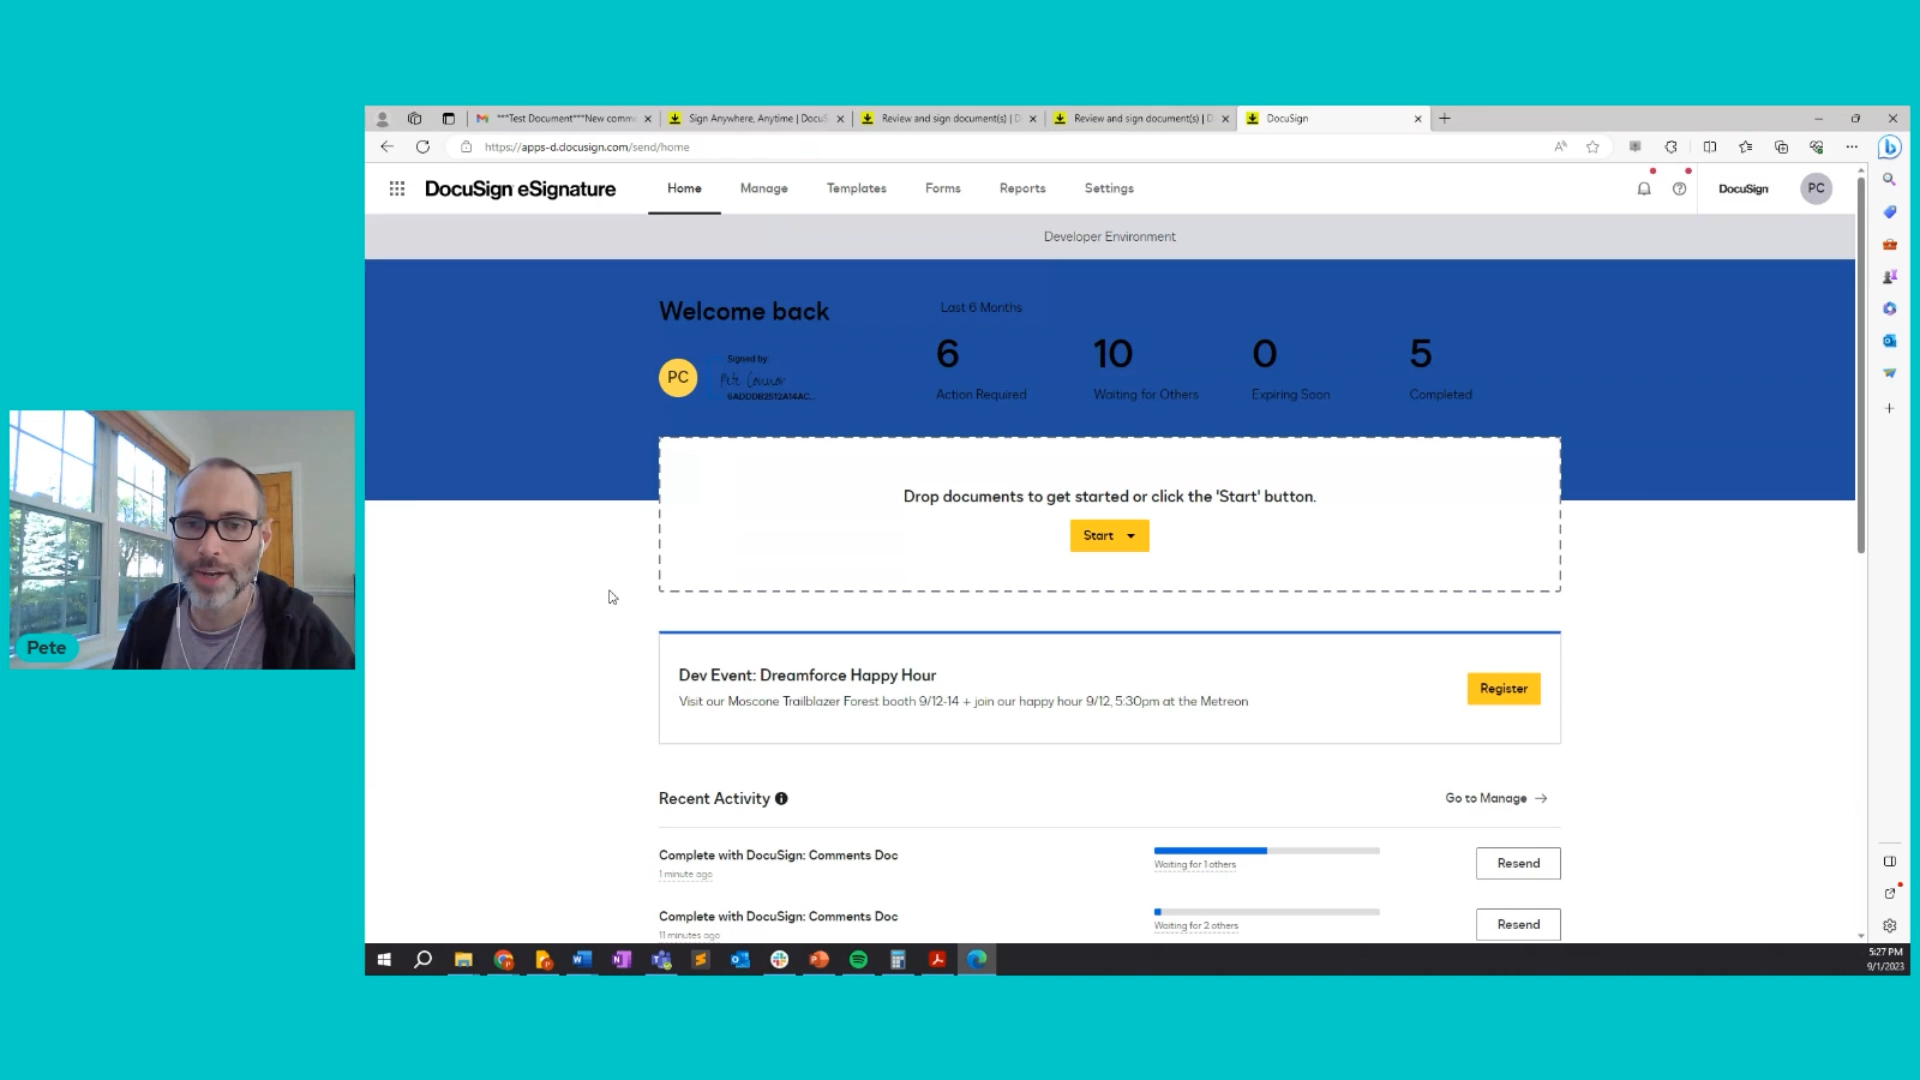 ***Test Document***New comm
Sign Anywhere, Anytime | DocuS
Review and sign document(s) | D
Review and sign document(s) | D
DocuSign
https://apps-d.docusign.com/send/home
DocuSign eSignature
Home
Manage
Templates
Forms
Reports
Settings
DocuSign
PC
Developer Environment
Welcome back
Last 6 Months
PC
Signed by:
Pete Connor
6ADDDB2512A14AC...
6
Action Required
10
Waiting for Others
0
Expiring Soon
5
Completed
Drop documents to get started or click the 'Start' button.
Start
Pete
Dev Event: Dreamforce Happy Hour
Visit our Moscone Trailblazer Forest booth 9/12-14 + join our happy hour 9/12, 5:30pm at the Metreon
Register
Recent Activity
Go to Manage
Complete with DocuSign: Comments Doc
1 minute ago
Waiting for 1 others
Resend
Complete with DocuSign: Comments Doc
11 minutes ago
Waiting for 2 others
Resend
5:27 PM
9/1/2023